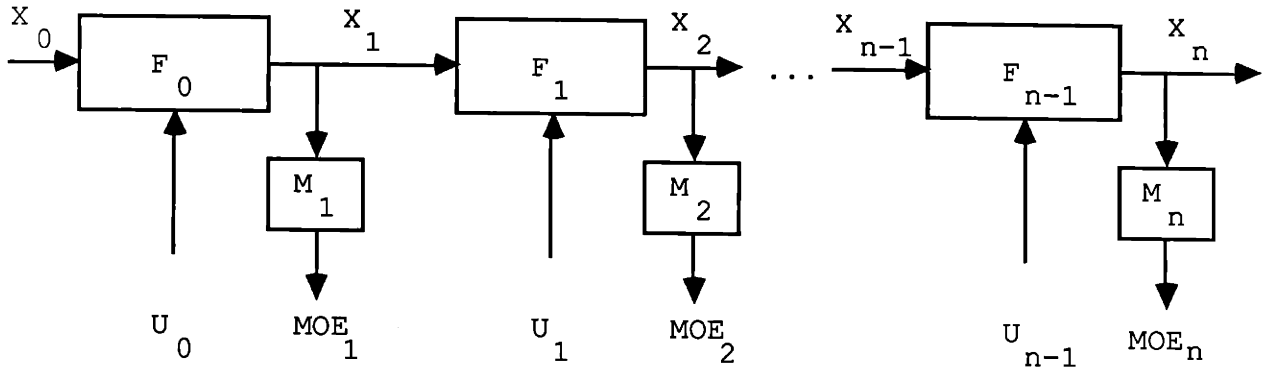 X0 X1 X2 Xn-1 Xn
F0 F1 ... Fn-1
M1 M2 Mn
U0 MOE1 U1 MOE2 Un-1 MOEn